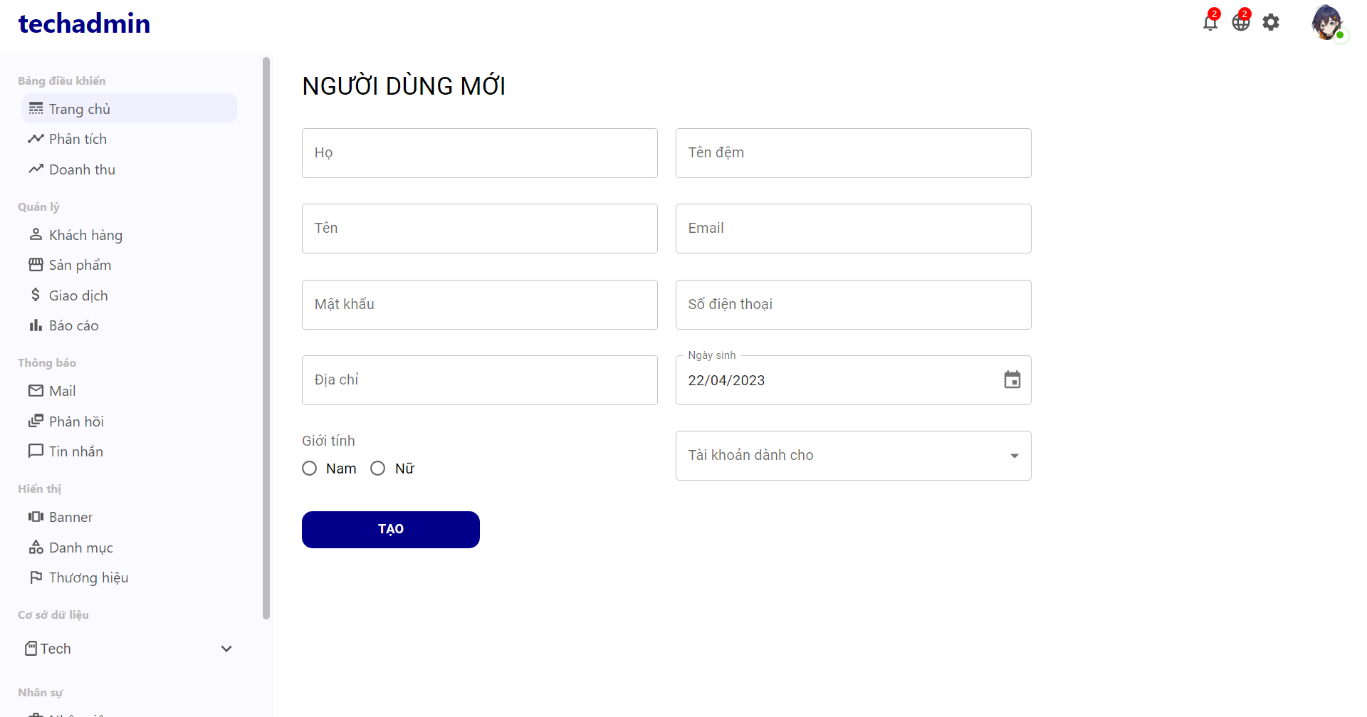 techadmin
2
2
Bảng điều khiển
Trang chủ
Phân tích
Doanh thu
Quản lý
Khách hàng
Sản phẩm
Giao dịch
Báo cáo
Thông báo
Mail
Phản hồi
Tin nhắn
Hiển thị
Banner
Danh mục
Thương hiệu
Cơ sở dữ liệu
Tech
Nhân sự
NGƯỜI DÙNG MỚI
Họ
Tên đệm
Tên
Email
Mật khẩu
Số điện thoại
Địa chỉ
Ngày sinh
22/04/2023
Giới tính
Nam
Nữ
Tài khoản dành cho
TẠO